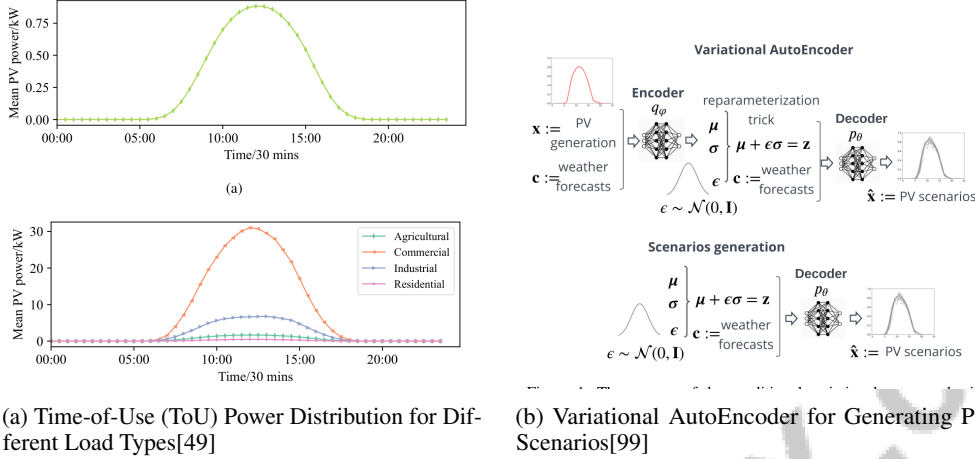 0.75
0.50
0.25
0.00
Mean PV power/kW
00:00 05:00 10:00 15:00 20:00
Time/30 mins
(a)
30
20
10
0
Mean PV power/kW
Agricultural
Commercial
Industrial
Residential
00:00 05:00 10:00 15:00 20:00
Time/30 mins
(a) Time-of-Use (ToU) Power Distribution for Dif-
ferent Load Types[49]
Variational AutoEncoder
Encoder
qφ
x := PV
generation
c := weather
forecasts
μ
σ
ϵ
ϵ ∼ N(0, I)
reparameterization
trick
μ + ϵσ = z
c := weather
forecasts
Decoder
pθ
x̂ := PV scenarios
Scenarios generation
μ
σ
ϵ
ϵ ∼ N(0, I)
μ + ϵσ = z
c := weather
forecasts
Decoder
pθ
x̂ := PV scenarios
(b) Variational AutoEncoder for Generating P
Scenarios[99]